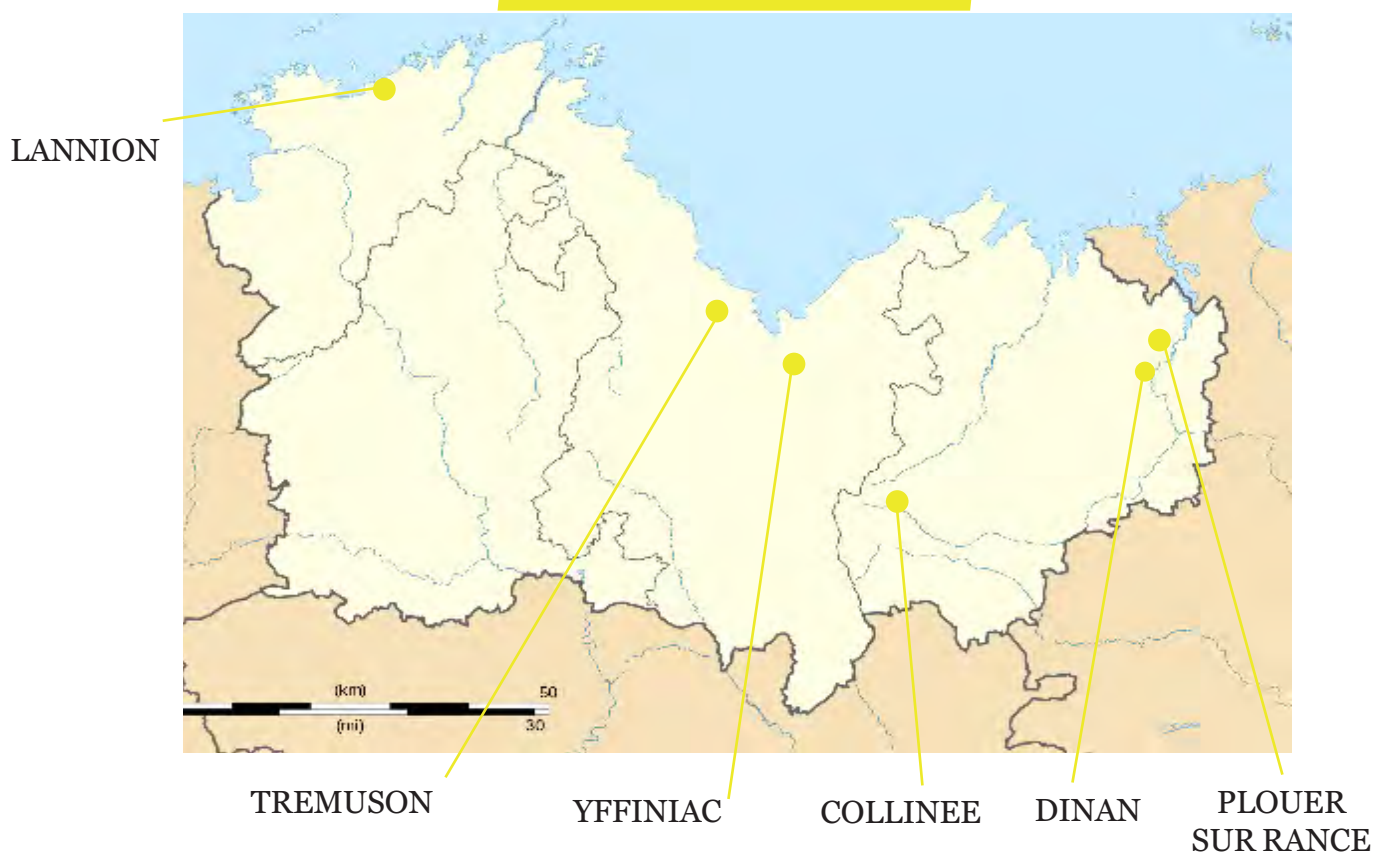 LANNION
(km) 50
(mi) 30
TREMUSON
YFFINIAC
COLLINEE
DINAN
PLOUER
SUR RANCE